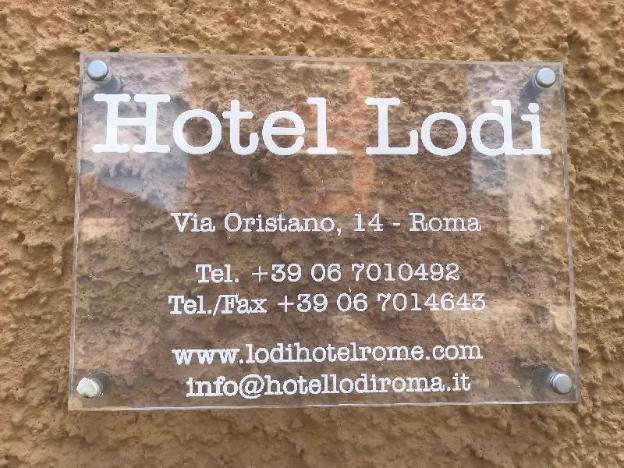 Hotel Lodi
Via Oristano, 14 - Roma
Tel. +39 06 7010492
Tel./Fax +39 06 7014643
www.lodihotelrome.com
info@hotellodiroma.it